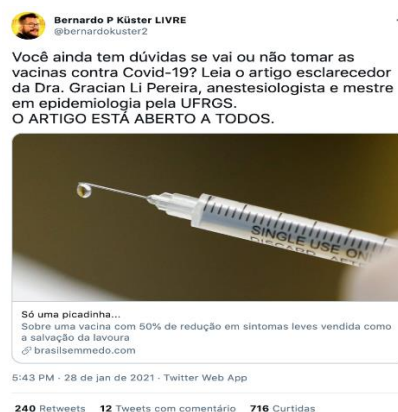 Bernardo P Küster LIVRE
@bernardokuster2
Você ainda tem dúvidas se vai ou não tomar as
vacinas contra Covid-19? Leia o artigo esclarecedor
da Dra. Gracian Li Pereira, anestesiologista e mestre
em epidemiologia pela UFRGS.
O ARTIGO ESTÁ ABERTO A TODOS.
SINGLE USE ON
Só uma picadinha...
Sobre uma vacina com 50% de redução em sintomas leves vendida como
a salvação da lavoura
brasilsemmedo.com
5:43 PM · 28 de jan de 2021 · Twitter Web App
240 Retweets 12 Tweets com comentário 716 Curtidas